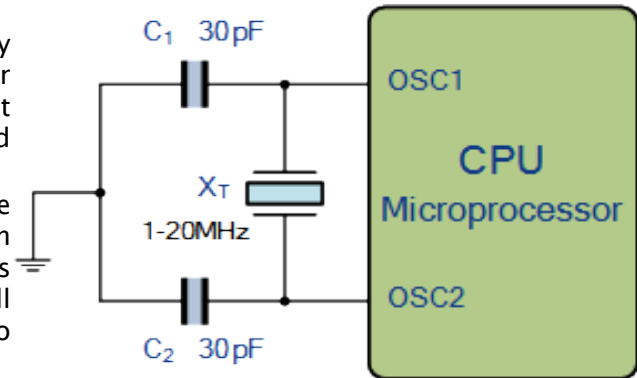 C1 30pF
OSC1
CPU
Microprocessor
XT
1-20MHz
OSC2
C2 30pF